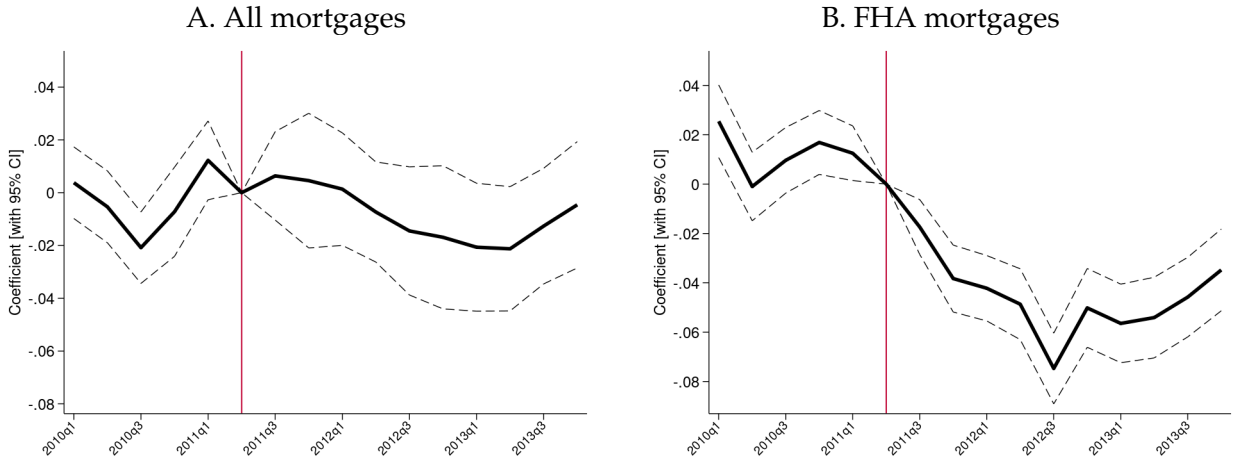 A. All mortgages
Coefficient [with 95% CI]
.04
.02
0
-.02
-.04
-.06
-.08
2010q1
2010q3
2011q1
2011q3
2012q1
2012q3
2013q1
2013q3
B. FHA mortgages
Coefficient [with 95% CI]
.04
.02
0
-.02
-.04
-.06
-.08
2010q1
2010q3
2011q1
2011q3
2012q1
2012q3
2013q1
2013q3